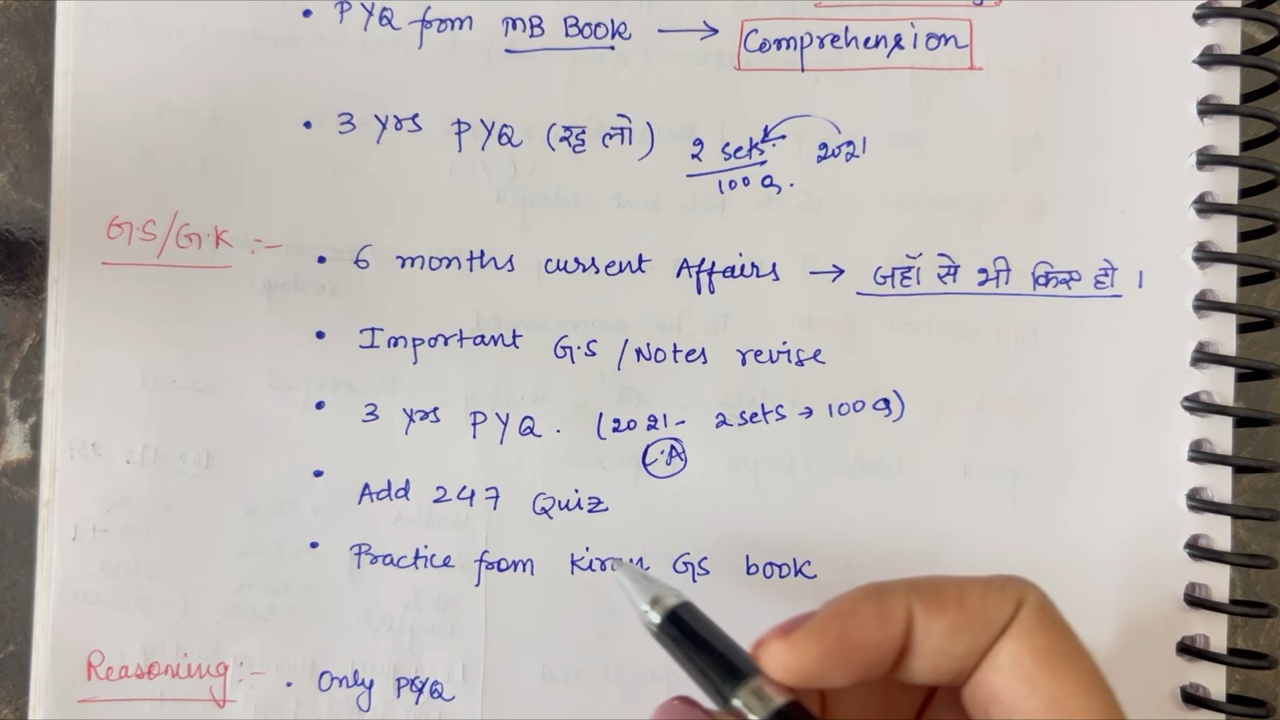 • PYQ from MB Book → Comprehension
• 3 yrs PYQ (रट्ट लो) 2 sets 2021
100 Q.
G.S/G.K :-
• 6 months current Affairs → जहाँ से भी किस हो ।
• Important G.S / Notes revise
• 3 yrs PYQ. (2021 - 2 sets → 100 Q)
C.A
• Add 247 Quiz
• Practice from Kiran GS book
Reasoning :- • Only PYQ